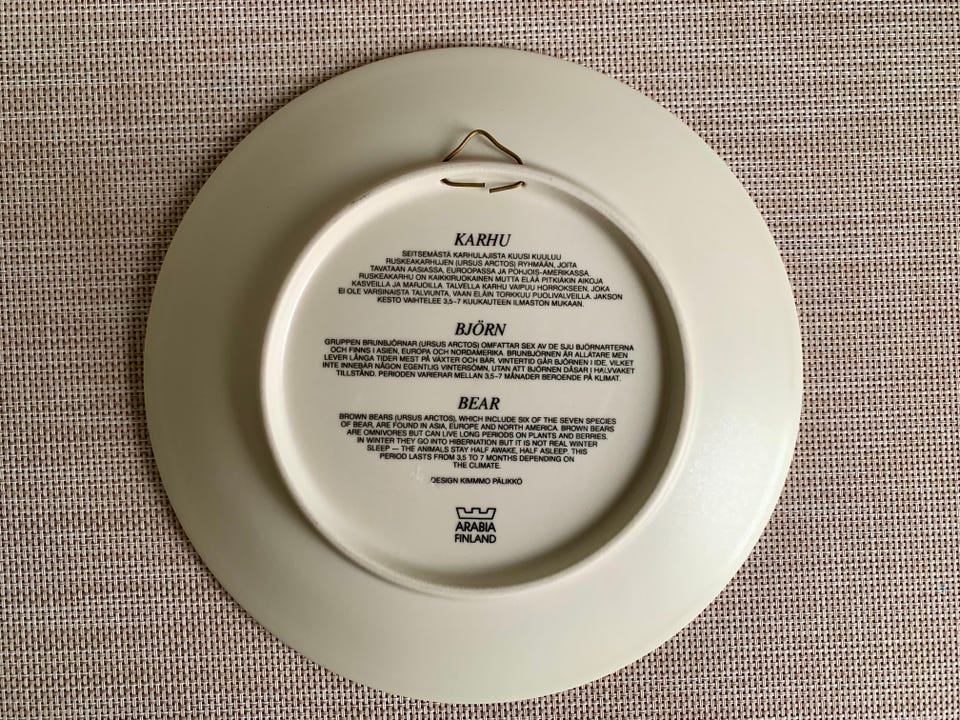 KARHU
SEITSEMÄSTÄ KARHULAJISTA KUUSI KUULUU
RUSKEAKARHUJEN (URSUS ARCTOS) RYHMÄÄN, JOITA
TAVATAAN AASIASSA, EUROOPASSA JA POHJOIS-AMERIKASSA.
RUSKEAKARHU ON KAIKKIRUOKAINEN MUTTA ELÄÄ PITKIÄKIN AIKOJA
KASVEILLA JA MARJOILLA. TALVELLA KARHU VAIPUU HORROKSEEN, JOKA
EI OLE VARSINAISTA TALVIUNTA, VAAN ELÄIN TORKKUU PUOLIVALVEILLA. JAKSON
KESTO VAIHTELEE 3,5-7 KUUKAUTEEN ILMASTON MUKAAN.
BJÖRN
GRUPPEN BRUNBJÖRNAR (URSUS ARCTOS) OMFATTAR SEX AV DE SJU BJÖRNARTERNA
OCH FINNS I ASIEN, EUROPA OCH NORDAMERIKA. BRUNBJÖRNEN ÄR ALLÄTARE MEN
LEVER LÅNGA TIDER MEST PÅ VÄXTER OCH BÄR. VINTERTID GÅR BJÖRNEN I IDE, VILKET
INTE INNEBÄR NÅGON EGENTLIG VINTERSÖMN, UTAN ATT BJÖRNEN DÅSAR I HALVVAKET
TILLSTÅND. PERIODEN VARIERAR MELLAN 3,5-7 MÅNADER BEROENDE PÅ KLIMAT.
BEAR
BROWN BEARS (URSUS ARCTOS), WHICH INCLUDE SIX OF THE SEVEN SPECIES
OF BEAR, ARE FOUND IN ASIA, EUROPE AND NORTH AMERICA. BROWN BEARS
ARE OMNIVORES BUT CAN LIVE LONG PERIODS ON PLANTS AND BERRIES.
IN WINTER THEY GO INTO HIBERNATION BUT IT IS NOT REAL WINTER
SLEEP — THE ANIMALS STAY HALF AWAKE, HALF ASLEEP. THIS
PERIOD LASTS FROM 3,5 TO 7 MONTHS DEPENDING ON
THE CLIMATE.
DESIGN KIMMMO PÄLIKKÖ
ARABIA
FINLAND